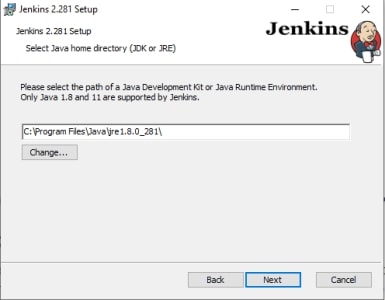 Jenkins 2.281 Setup
Jenkins 2.281 Setup
Jenkins
Select Java home directory (JDK or JRE)
Please select the path of a Java Development Kit or Java Runtime Environment.
Only Java 1.8 and 11 are supported by Jenkins.
C:\Program Files\Java\jre1.8.0_281\
Change...
Back
Next
Cancel